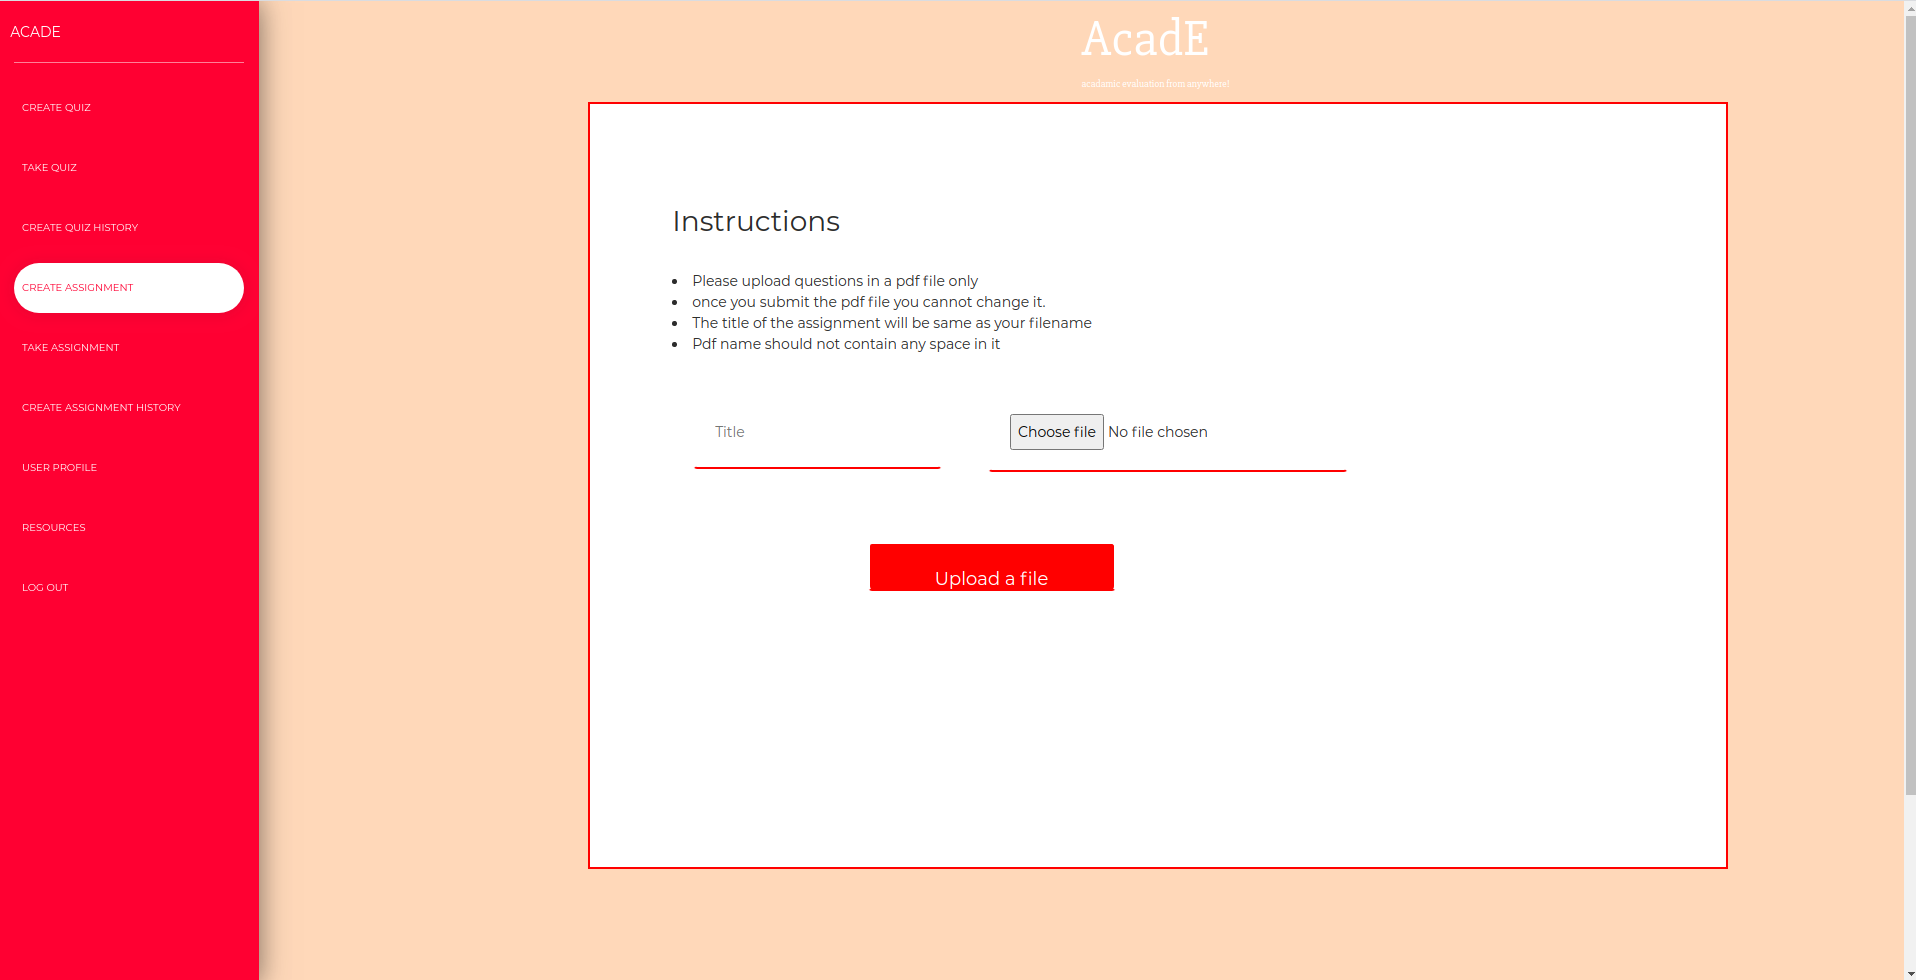 ACADE
CREATE QUIZ
TAKE QUIZ
CREATE QUIZ HISTORY
CREATE ASSIGNMENT
TAKE ASSIGNMENT
CREATE ASSIGNMENT HISTORY
USER PROFILE
RESOURCES
LOG OUT
AcadE
acadamic evaluation from anywhere!
Instructions
Please upload questions in a pdf file only
once you submit the pdf file you cannot change it.
The title of the assignment will be same as your filename
Pdf name should not contain any space in it
Title
Choose file No file chosen
Upload a file